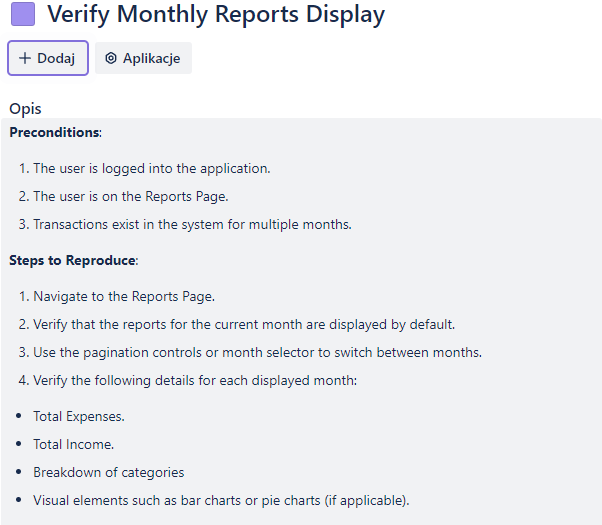 Verify Monthly Reports Display
+ Dodaj
Aplikacje
Opis
Preconditions:
1. The user is logged into the application.
2. The user is on the Reports Page.
3. Transactions exist in the system for multiple months.
Steps to Reproduce:
1. Navigate to the Reports Page.
2. Verify that the reports for the current month are displayed by default.
3. Use the pagination controls or month selector to switch between months.
4. Verify the following details for each displayed month:
• Total Expenses.
• Total Income.
• Breakdown of categories
• Visual elements such as bar charts or pie charts (if applicable).